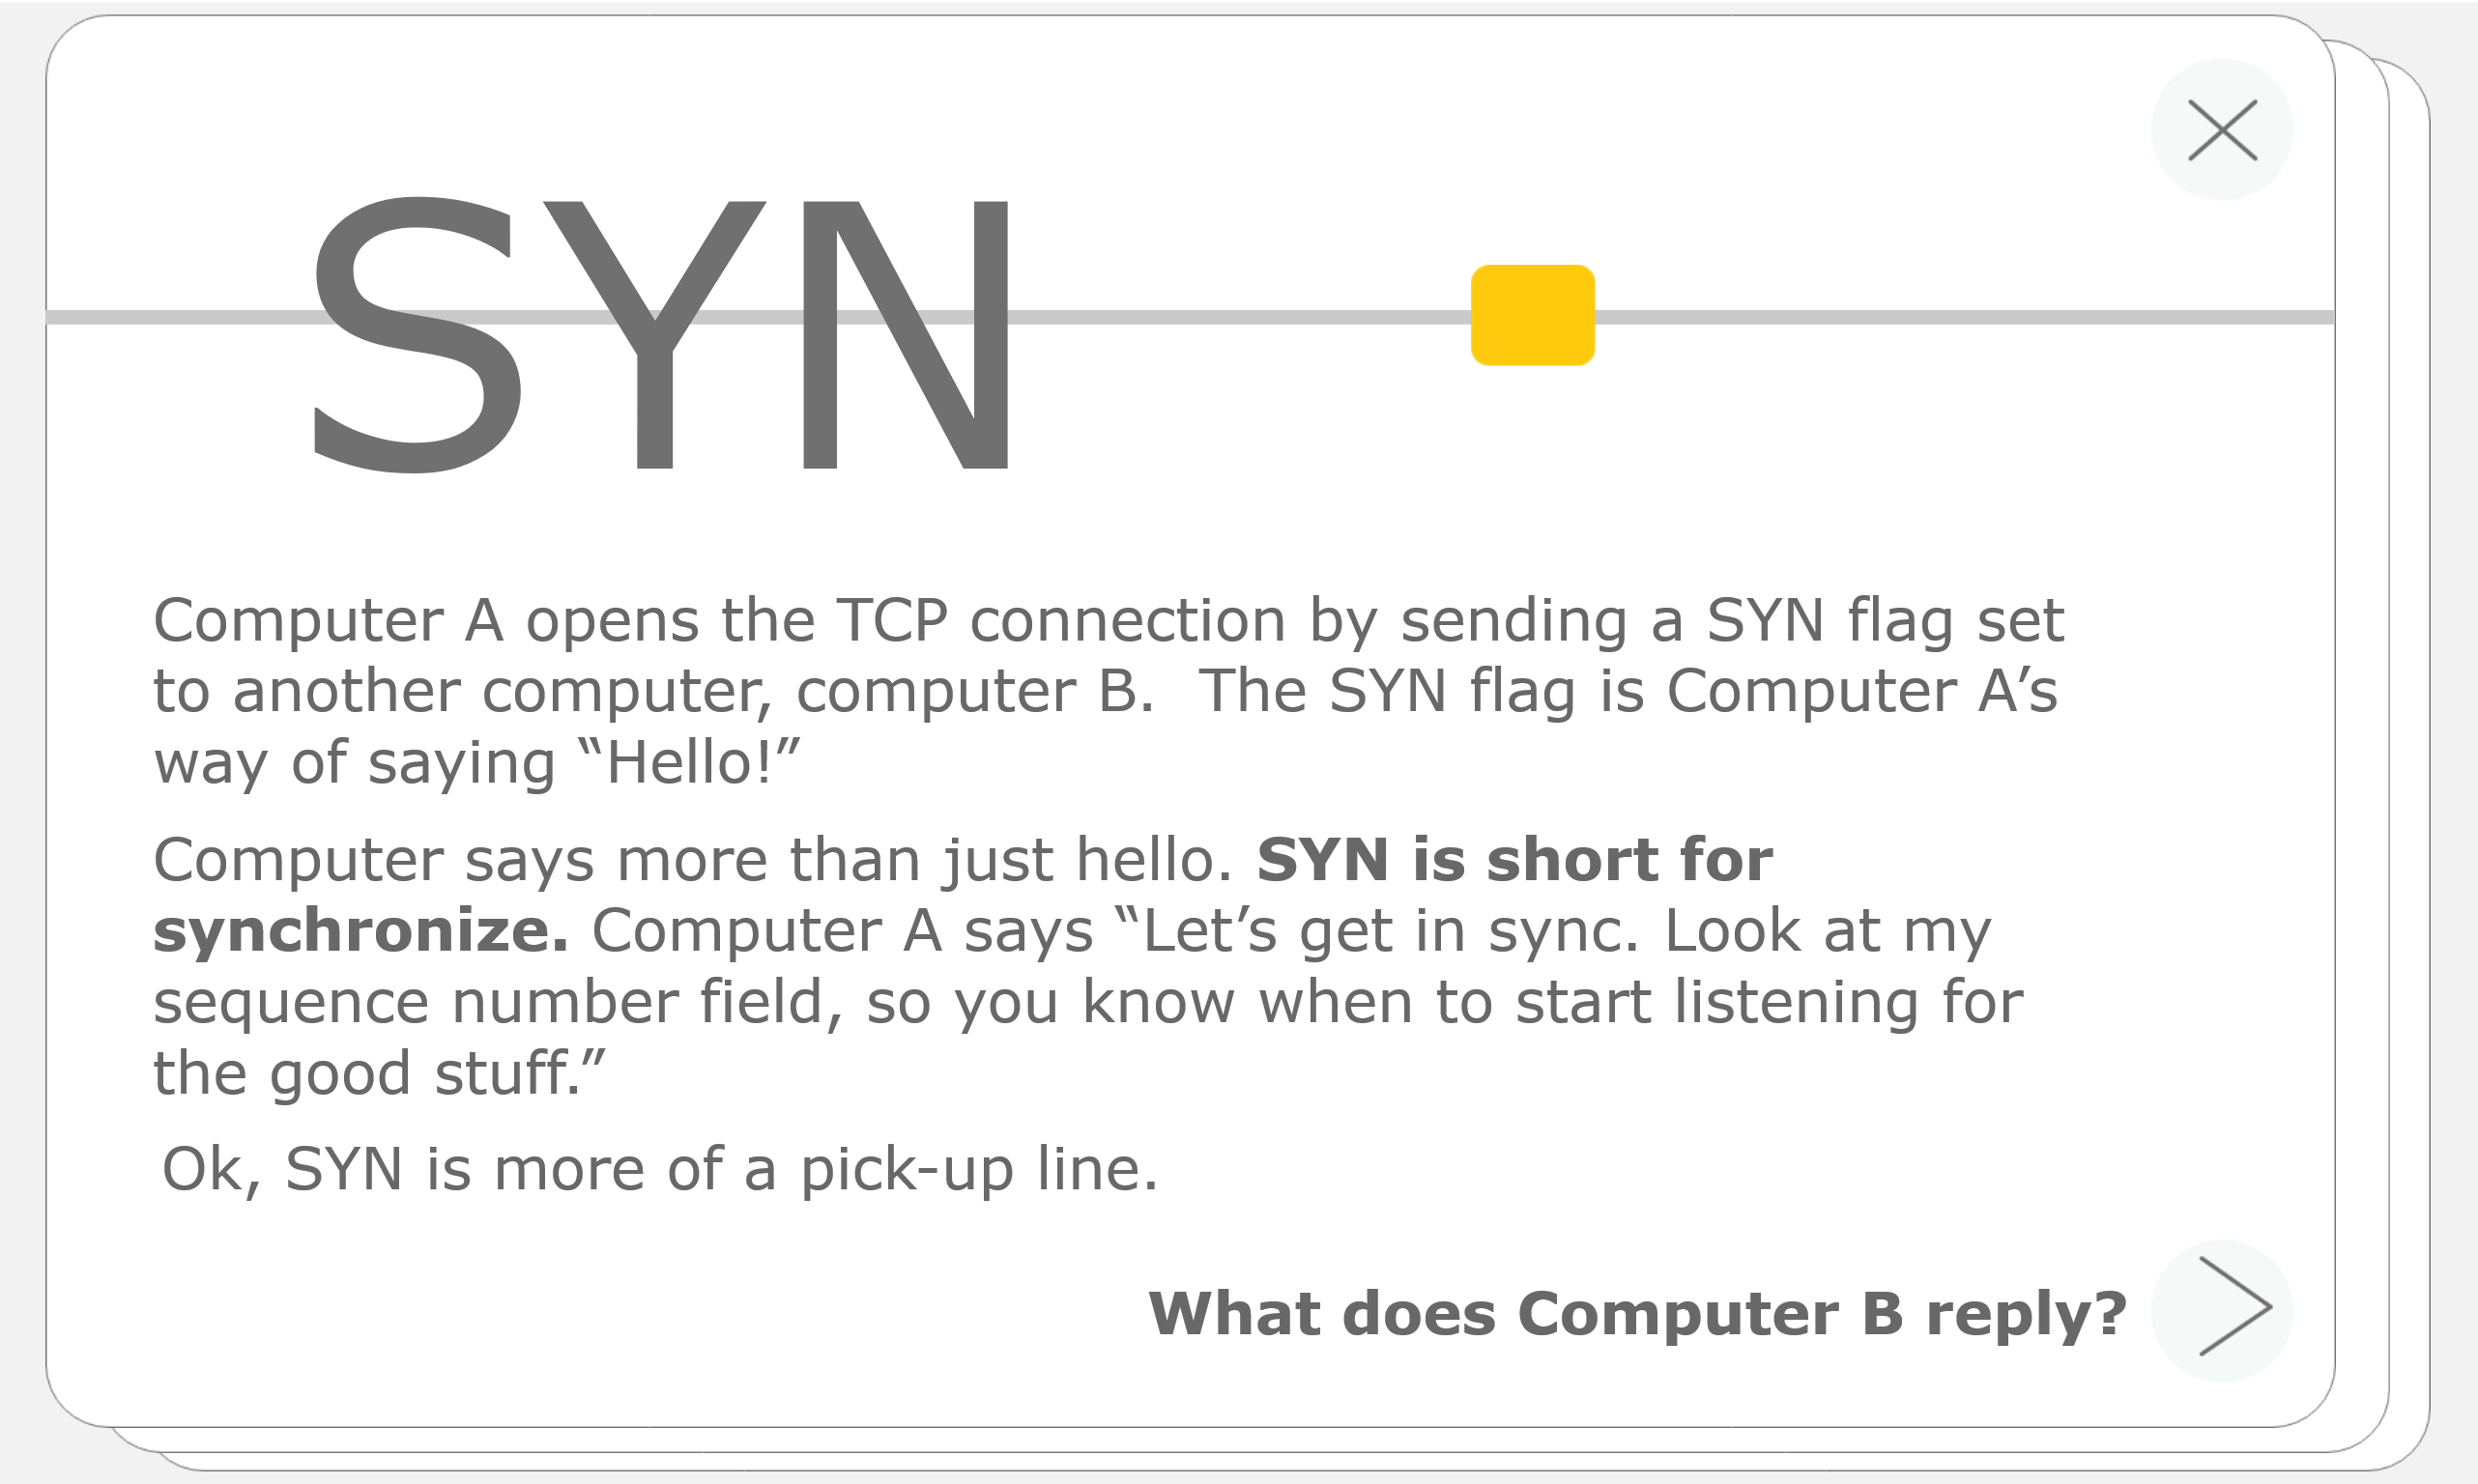 SYN
Computer A opens the TCP connection by sending a SYN flag set
to another computer, computer B.  The SYN flag is Computer A’s
way of saying “Hello!”
Computer says more than just hello. SYN is short for
synchronize. Computer A says “Let’s get in sync. Look at my
sequence number field, so you know when to start listening for
the good stuff.”
Ok, SYN is more of a pick-up line.
What does Computer B reply?